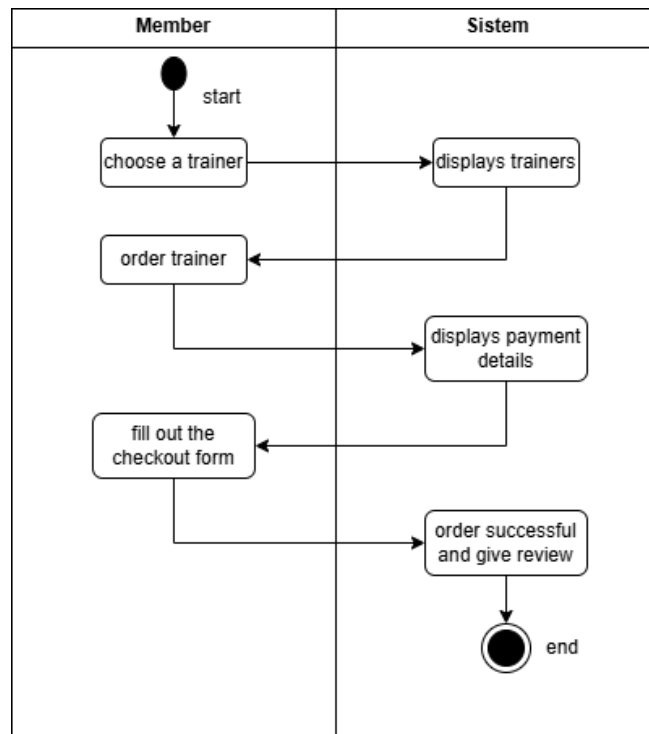 Member
Sistem
start
choose a trainer
displays trainers
order trainer
displays payment
details
fill out the
checkout form
order successful
and give review
end